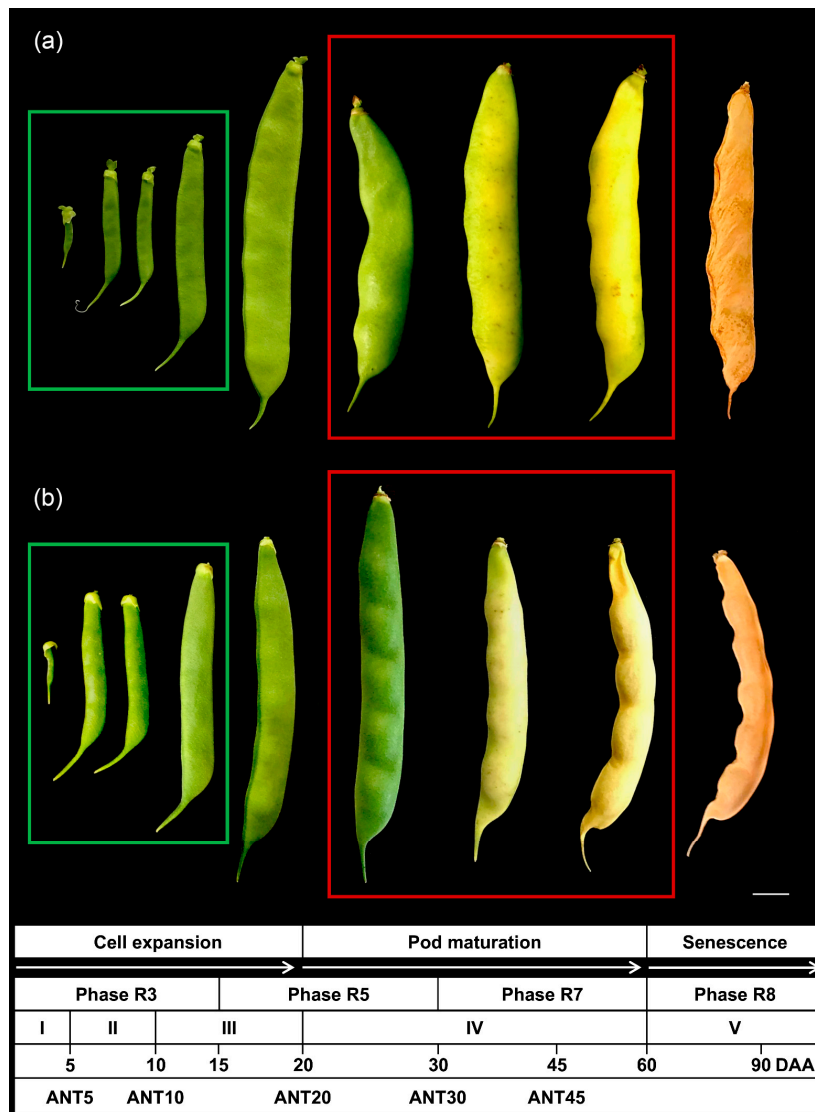 (a)
(b)
Cell expansion Pod maturation Senescence
Phase R3 Phase R5 Phase R7 Phase R8
I II III IV V
5 10 15 20 30 45 60 90 DAA
ANT5 ANT10 ANT20 ANT30 ANT45